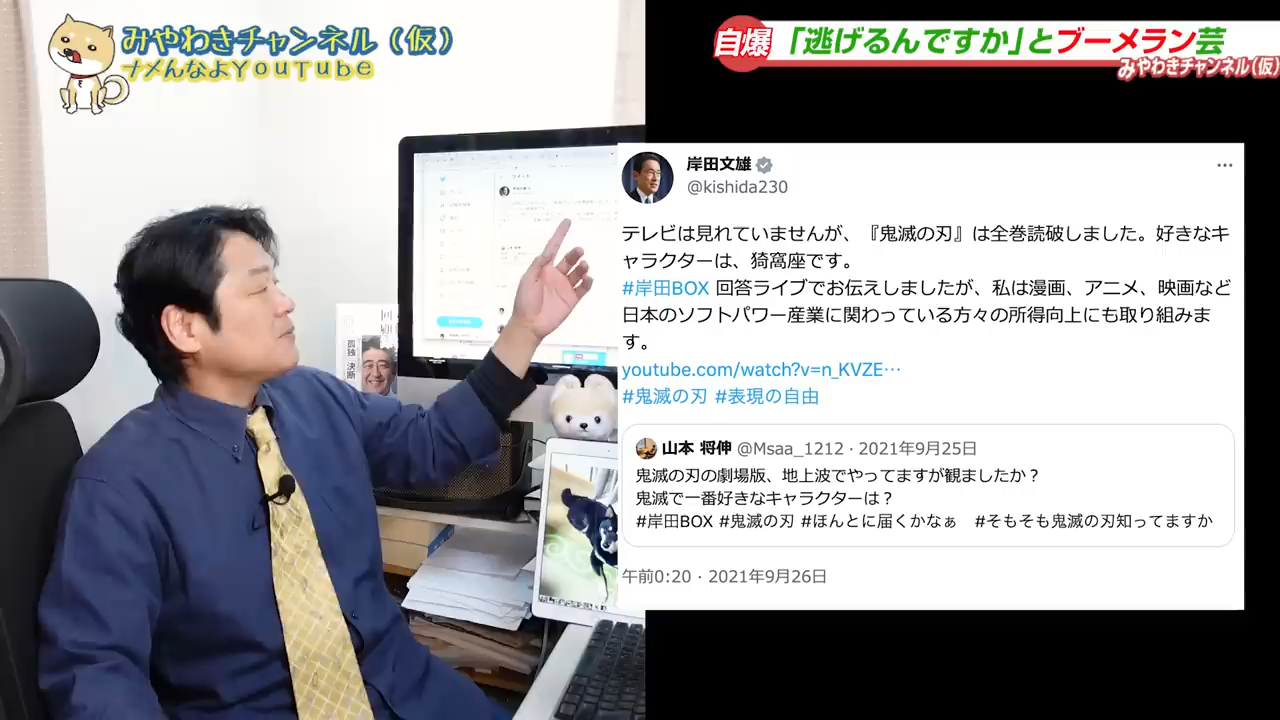 みやわきチャンネル（仮）
ナメんなよYouTube
自爆 「逃げるんですか」とブーメラン芸
みやわきチャンネル(仮)
回顧
孤独 決断
岸田文雄
@kishida230
テレビは見れていませんが、『鬼滅の刃』は全巻読破しました。好きなキ
ャラクターは、猗窩座です。
#岸田BOX 回答ライブでお伝えしましたが、私は漫画、アニメ、映画など
日本のソフトパワー産業に関わっている方々の所得向上にも取り組みま
す。
youtube.com/watch?v=n_KVZE…
#鬼滅の刃 #表現の自由
山本 将伸 @Msaa_1212 · 2021年9月25日
鬼滅の刃の劇場版、地上波でやってますが観ましたか？
鬼滅で一番好きなキャラクターは？
#岸田BOX #鬼滅の刃 #ほんとに届くかなぁ #そもそも鬼滅の刃知ってますか
午前0:20 · 2021年9月26日